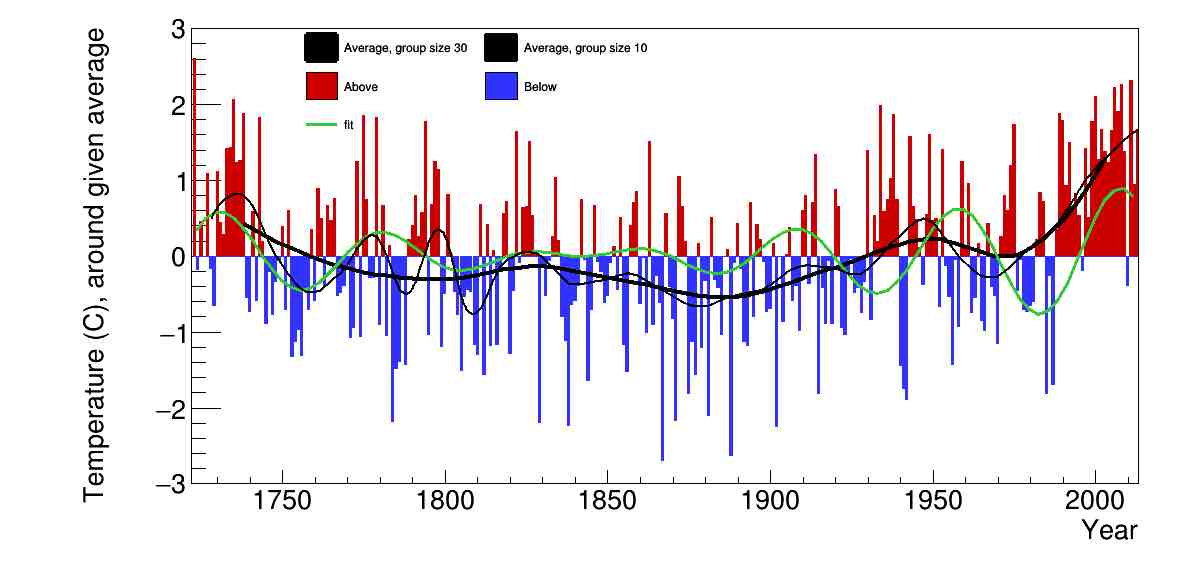 Temperature (C), around given average
3
2
1
0
−1
−2
−3
Average, group size 30
Average, group size 10
Above
Below
fit
1750
1800
1850
1900
1950
2000
Year